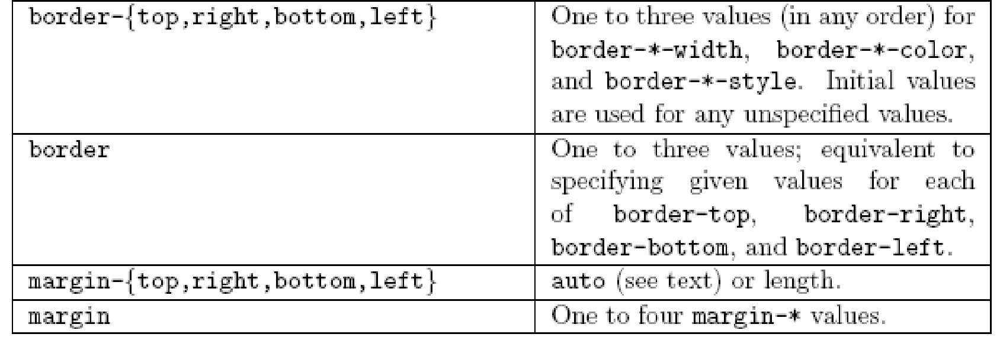 border-{top,right,bottom,left}
One to three values (in any order) for
border-*-width, border-*-color,
and border-*-style. Initial values
are used for any unspecified values.
border
One to three values; equivalent to
specifying given values for each
of border-top, border-right,
border-bottom, and border-left.
margin-{top,right,bottom,left}
auto (see text) or length.
margin
One to four margin-* values.